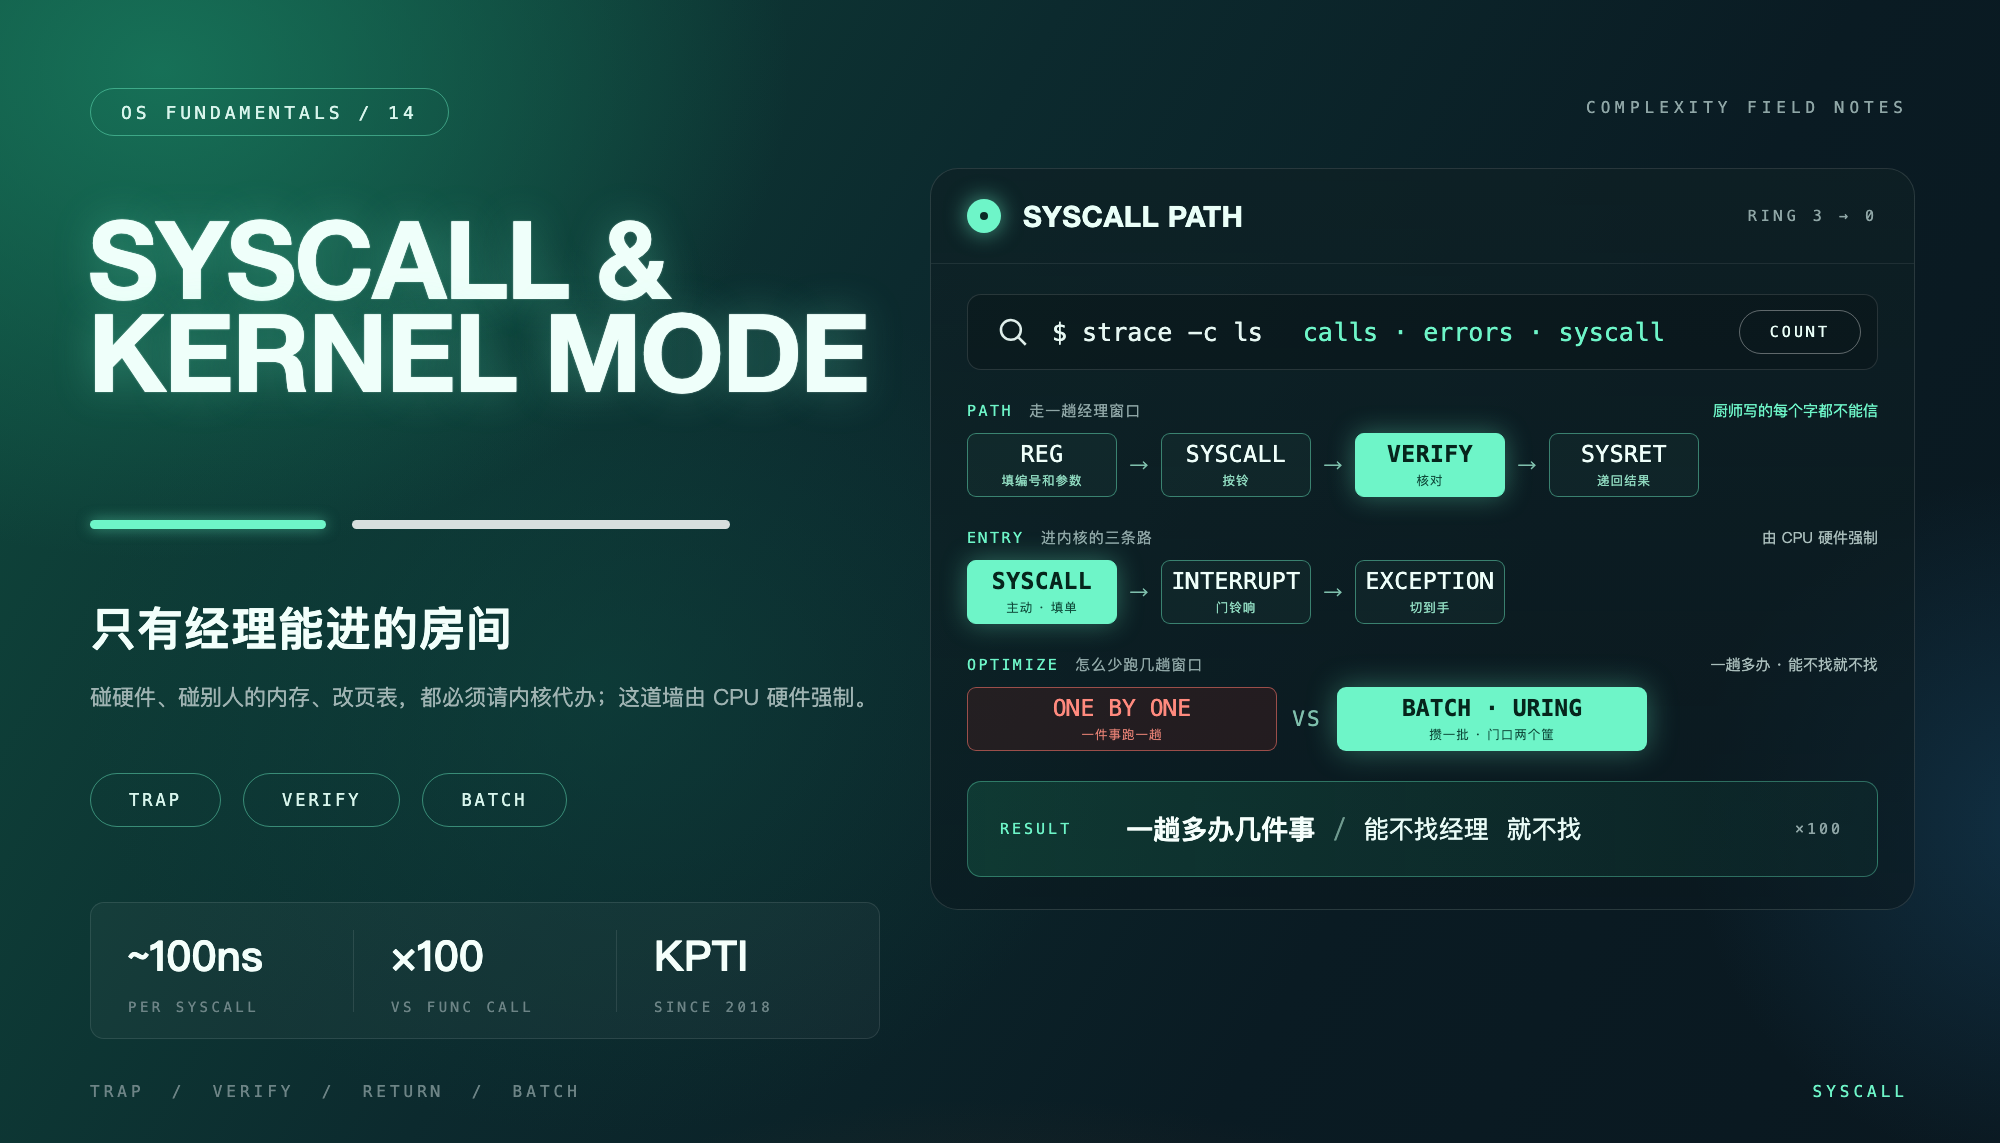 OS FUNDAMENTALS / 14
COMPLEXITY FIELD NOTES
SYSCALL &
KERNEL MODE
只有经理能进的房间
碰硬件、碰别人的内存、改页表，都必须请内核代办；这道墙由 CPU 硬件强制。
TRAP
VERIFY
BATCH
~100ns
PER SYSCALL
×100
VS FUNC CALL
KPTI
SINCE 2018
SYSCALL PATH
RING 3 → 0
$ strace -c ls calls · errors · syscall
COUNT
PATH 走一趟经理窗口
厨师写的每个字都不能信
REG
填编号和参数
→
SYSCALL
按铃
→
VERIFY
核对
→
SYSRET
递回结果
ENTRY 进内核的三条路
由 CPU 硬件强制
SYSCALL
主动 · 填单
→
INTERRUPT
门铃响
→
EXCEPTION
切到手
OPTIMIZE 怎么少跑几趟窗口
一趟多办 · 能不找就不找
ONE BY ONE
一件事跑一趟
VS
BATCH · URING
攒一批 · 门口两个筐
RESULT 一趟多办几件事 / 能不找经理 就不找 ×100
TRAP / VERIFY / RETURN / BATCH
SYSCALL